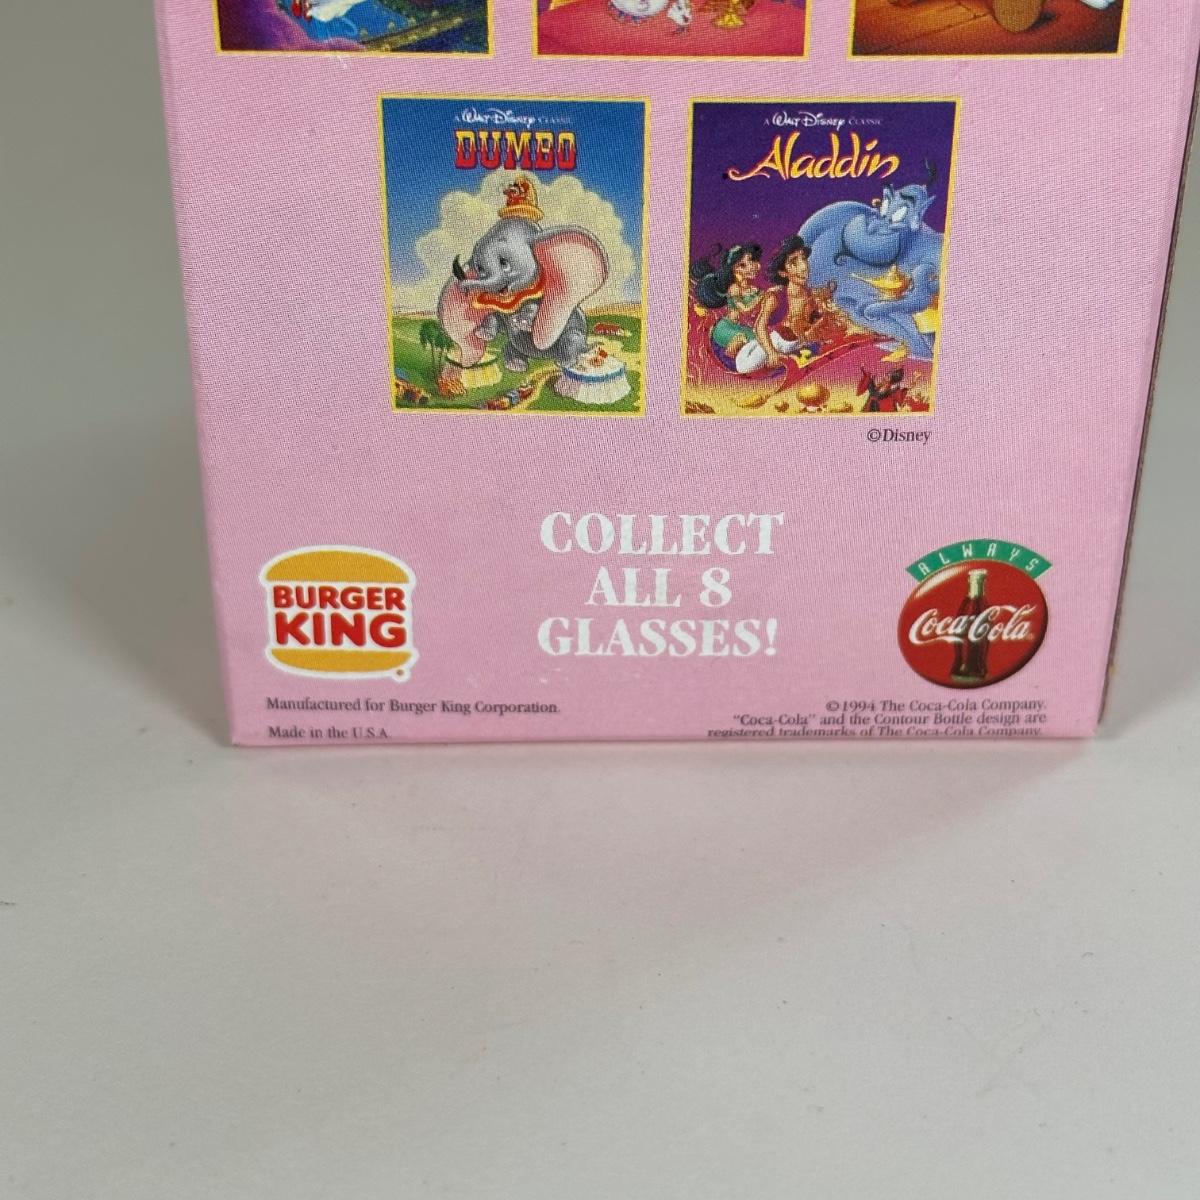 A WALT DISNEY CLASSIC
DUMBO
A WALT DISNEY CLASSIC
Aladdin
©Disney
COLLECT
ALL 8
GLASSES!
BURGER
KING®
ALWAYS
Coca-Cola®
Manufactured for Burger King Corporation.
Made in the U.S.A.
©1994 The Coca-Cola Company.
"Coca-Cola" and the Contour Bottle design are
registered trademarks of The Coca-Cola Company.